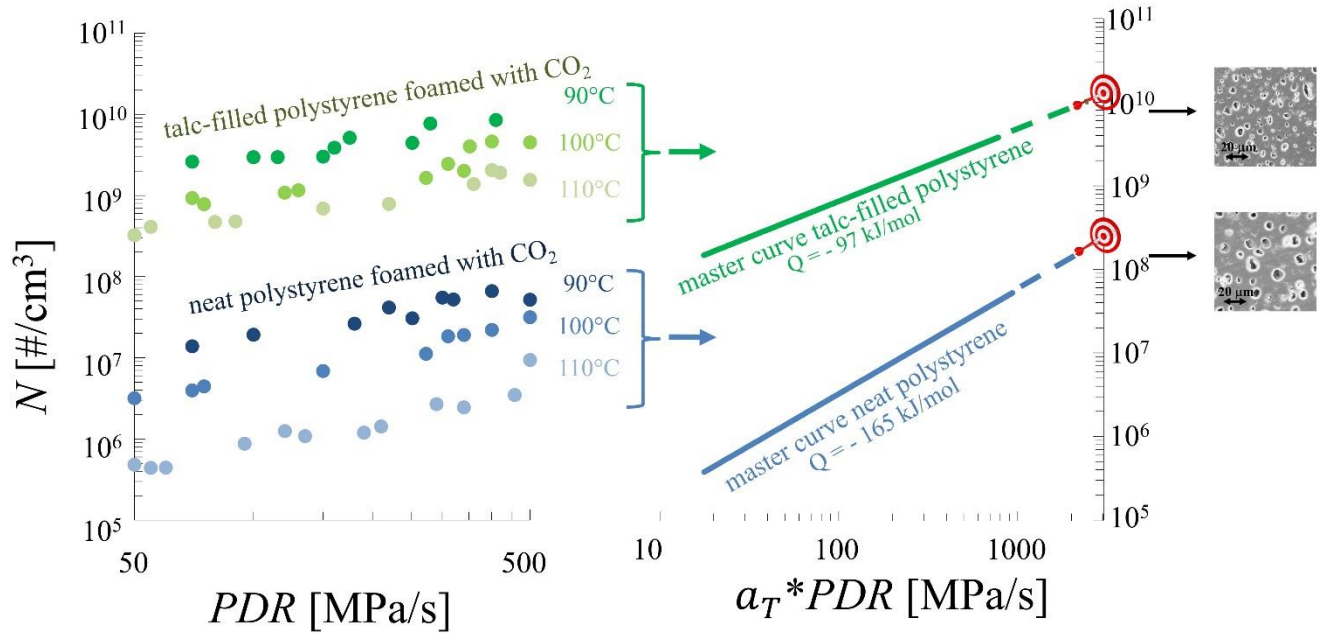 talc-filled polystyrene foamed with CO₂
90°C
100°C
110°C
neat polystyrene foamed with CO₂
90°C
100°C
110°C
10¹¹
10¹⁰
10⁹
10⁸
10⁷
10⁶
10⁵
N [#/cm³]
50
500
PDR [MPa/s]
master curve talc-filled polystyrene
Q = - 97 kJ/mol
master curve neat polystyrene
Q = - 165 kJ/mol
10
100
1000
a_T*PDR [MPa/s]
10¹¹
10¹⁰
10⁹
10⁸
10⁷
10⁶
10⁵
20 μm
20 μm